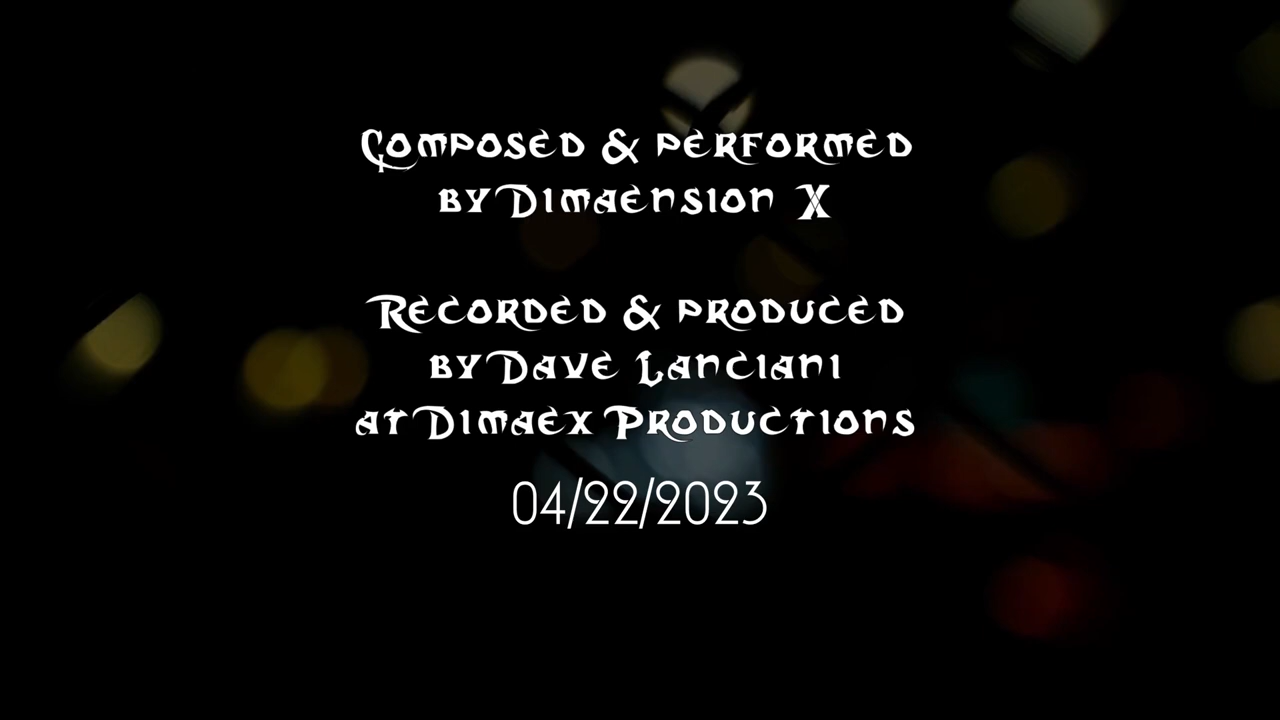 Composed & performed
by Dimaension X
Recorded & produced
by Dave Lanciani
at Dimaex Productions
04/22/2023